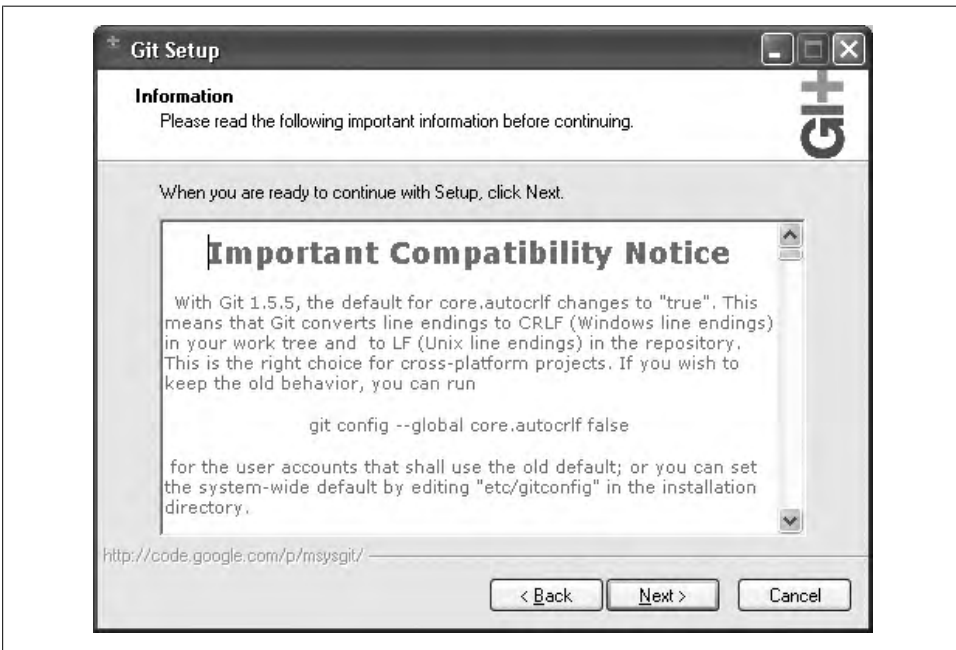 Git Setup
Information
Please read the following important information before continuing.
GIT
When you are ready to continue with Setup, click Next.
Important Compatibility Notice
With Git 1.5.5, the default for core.autocrlf changes to "true". This
means that Git converts line endings to CRLF (Windows line endings)
in your work tree and  to LF (Unix line endings) in the repository.
This is the right choice for cross-platform projects. If you wish to
keep the old behavior, you can run
git config --global core.autocrlf false
for the user accounts that shall use the old default; or you can set
the system-wide default by editing "etc/gitconfig" in the installation
directory.
http://code.google.com/p/msysgit/
< Back
Next >
Cancel